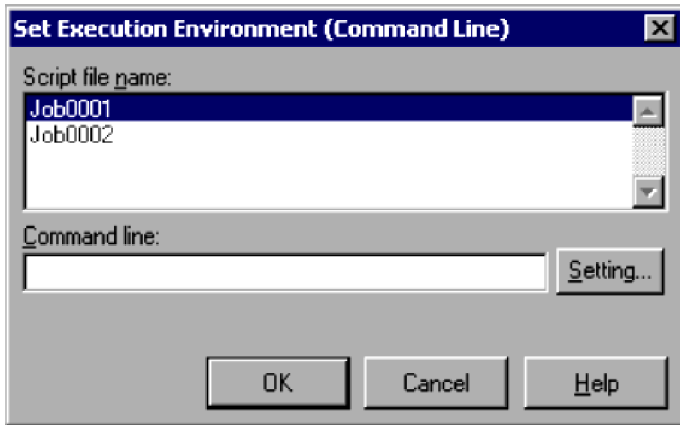 Set Execution Environment (Command Line)
Script file name:
Job0001
Job0002
Command line:
Setting...
OK Cancel Help